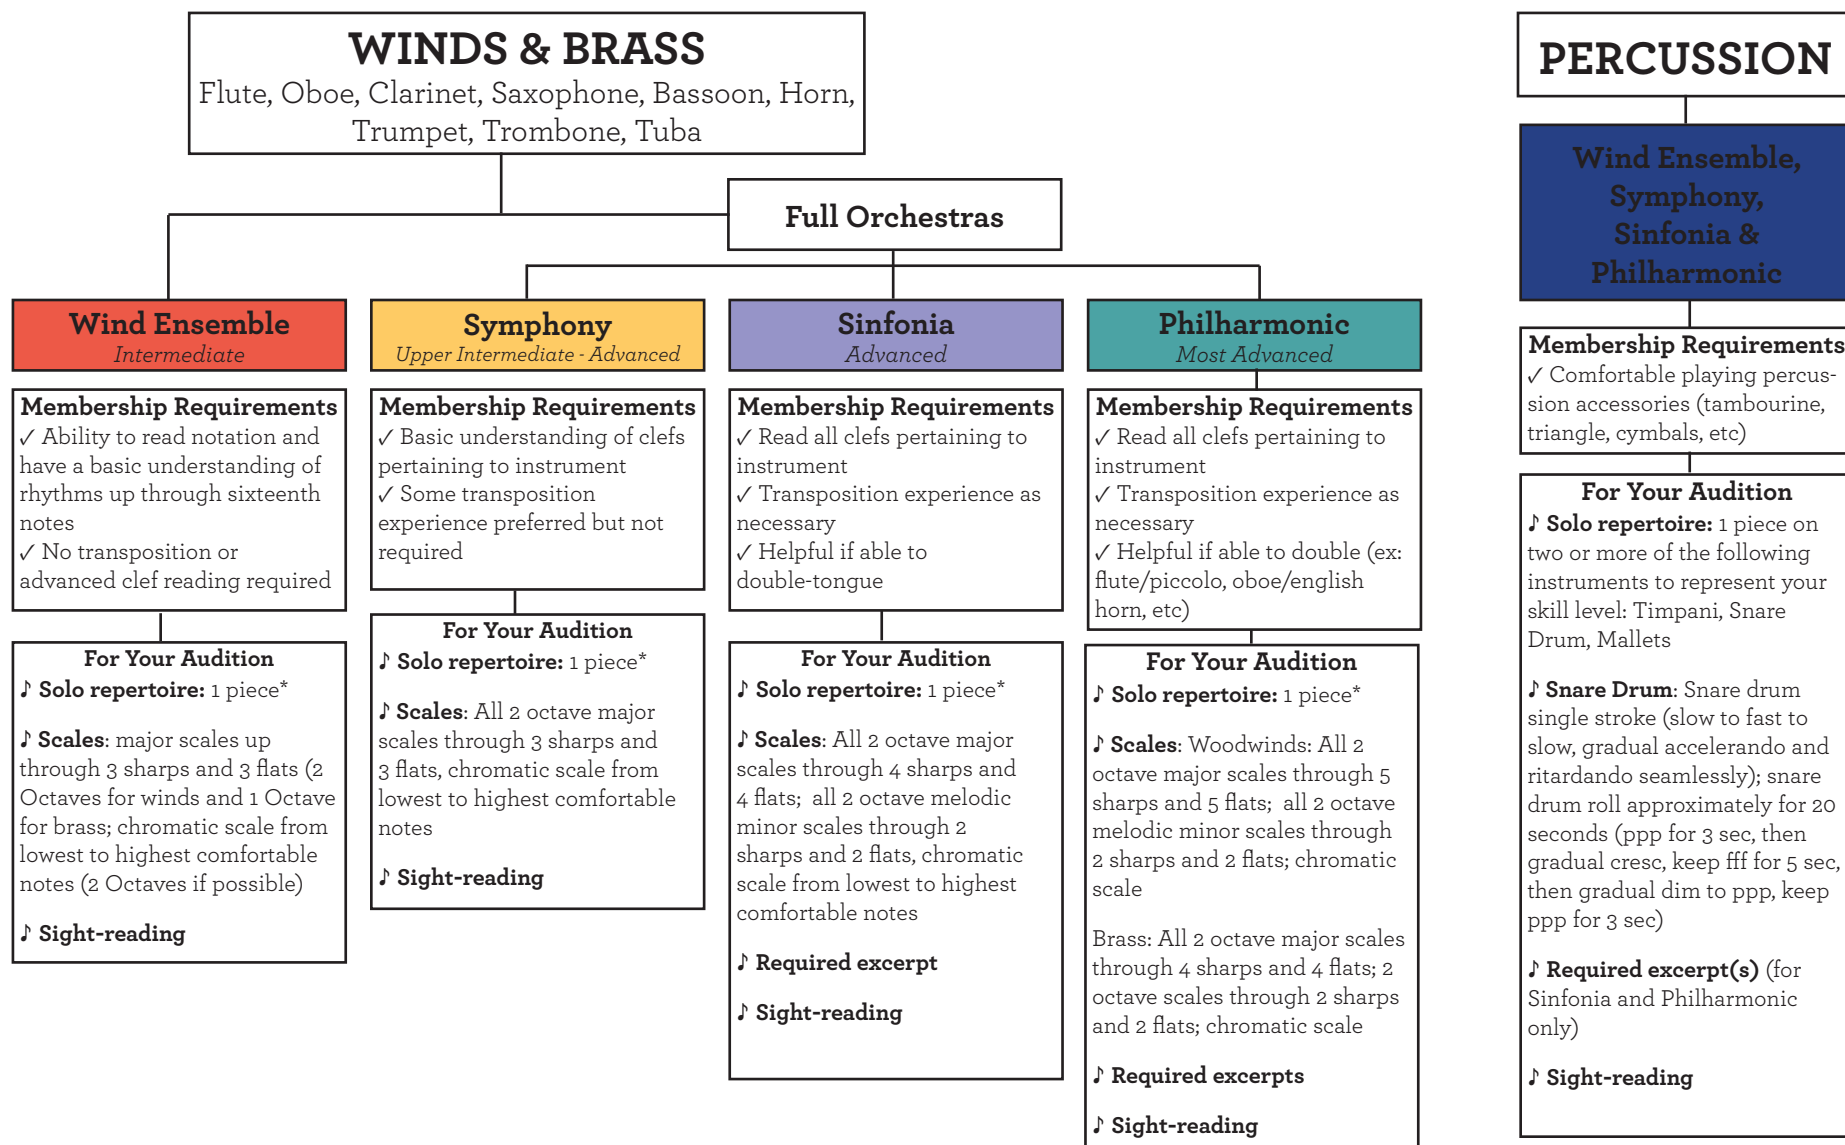 WINDS & BRASS
Flute, Oboe, Clarinet, Saxophone, Bassoon, Horn,
Trumpet, Trombone, Tuba
Full Orchestras
Wind Ensemble
Intermediate
Membership Requirements
✓ Ability to read notation and
have a basic understanding of
rhythms up through sixteenth
notes
✓ No transposition or
advanced clef reading required
For Your Audition
♪ Solo repertoire: 1 piece*
♪ Scales: major scales up
through 3 sharps and 3 flats (2
Octaves for winds and 1 Octave
for brass; chromatic scale from
lowest to highest comfortable
notes (2 Octaves if possible)
♪ Sight-reading
Symphony
Upper Intermediate - Advanced
Membership Requirements
✓ Basic understanding of clefs
pertaining to instrument
✓ Some transposition
experience preferred but not
required
For Your Audition
♪ Solo repertoire: 1 piece*
♪ Scales: All 2 octave major
scales through 3 sharps and
3 flats, chromatic scale from
lowest to highest comfortable
notes
♪ Sight-reading
Sinfonia
Advanced
Membership Requirements
✓ Read all clefs pertaining to
instrument
✓ Transposition experience as
necessary
✓ Helpful if able to
double-tongue
For Your Audition
♪ Solo repertoire: 1 piece*
♪ Scales: All 2 octave major
scales through 4 sharps and
4 flats;  all 2 octave melodic
minor scales through 2
sharps and 2 flats, chromatic
scale from lowest to highest
comfortable notes
♪ Required excerpt
♪ Sight-reading
Philharmonic
Most Advanced
Membership Requirements
✓ Read all clefs pertaining to
instrument
✓ Transposition experience as
necessary
✓ Helpful if able to double (ex:
flute/piccolo, oboe/english
horn, etc)
For Your Audition
♪ Solo repertoire: 1 piece*
♪ Scales: Woodwinds: All 2
octave major scales through 5
sharps and 5 flats;  all 2 octave
melodic minor scales through
2 sharps and 2 flats; chromatic
scale
Brass: All 2 octave major scales
through 4 sharps and 4 flats; 2
octave scales through 2 sharps
and 2 flats; chromatic scale
♪ Required excerpts
♪ Sight-reading
PERCUSSION
Wind Ensemble,
Symphony,
Sinfonia &
Philharmonic
Membership Requirements
✓ Comfortable playing percus-
sion accessories (tambourine,
triangle, cymbals, etc)
For Your Audition
♪ Solo repertoire: 1 piece on
two or more of the following
instruments to represent your
skill level: Timpani, Snare
Drum, Mallets
♪ Snare Drum: Snare drum
single stroke (slow to fast to
slow, gradual accelerando and
ritardando seamlessly); snare
drum roll approximately for 20
seconds (ppp for 3 sec, then
gradual cresc, keep fff for 5 sec,
then gradual dim to ppp, keep
ppp for 3 sec)
♪ Required excerpt(s) (for
Sinfonia and Philharmonic
only)
♪ Sight-reading